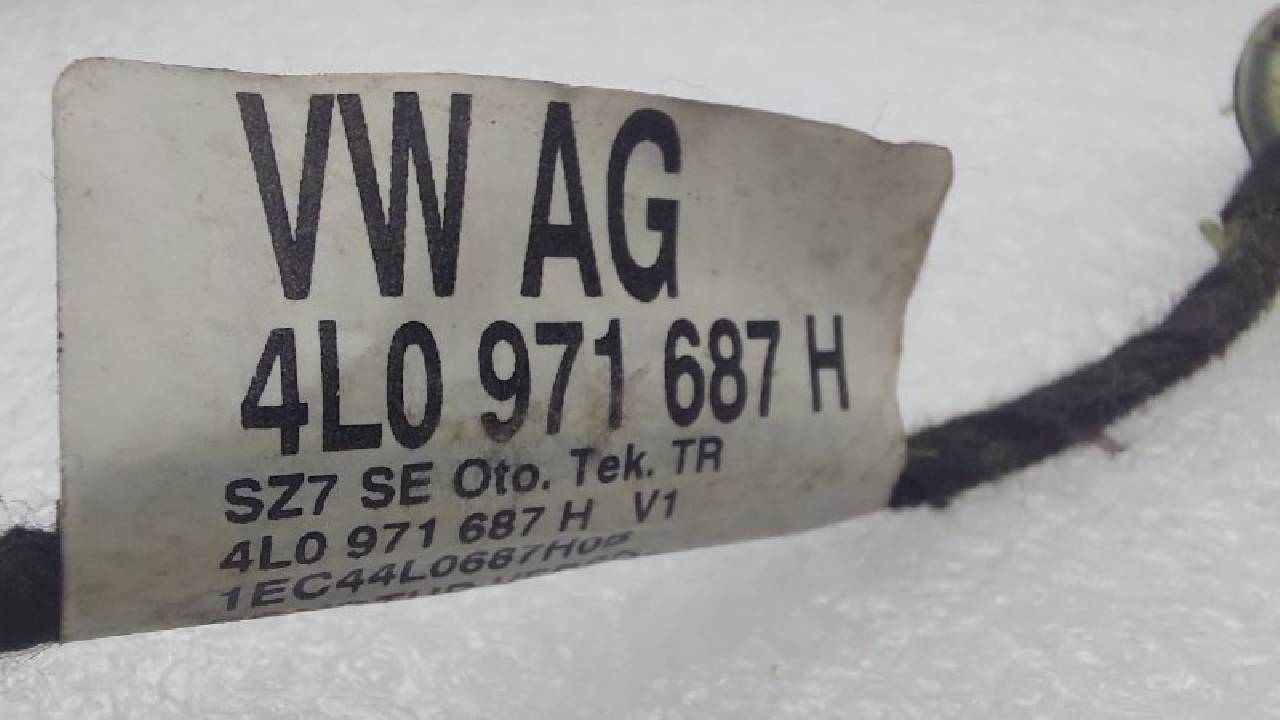 VW AG
4L0 971 687 H
SZ7 SE Oto. Tek. TR
4L0 971 687 H V1
1EC44L0687H05